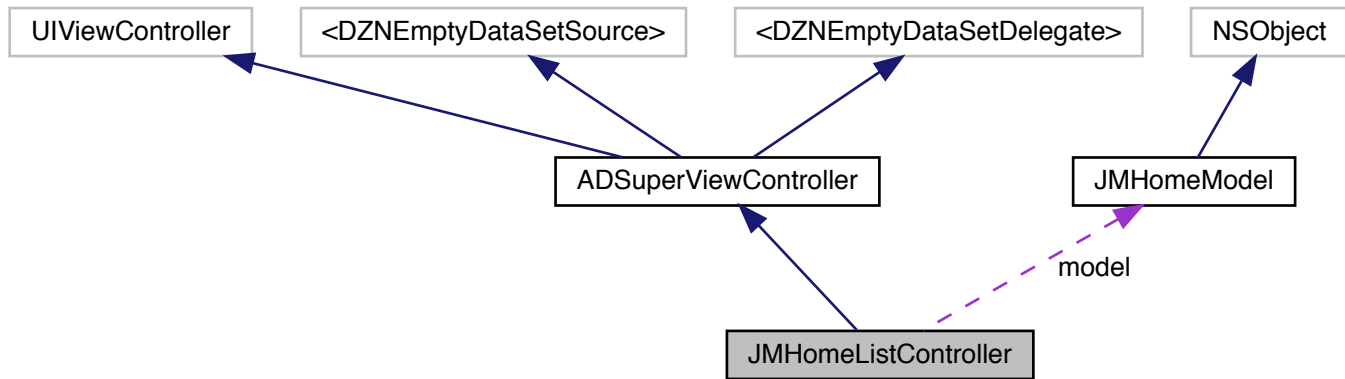 UIViewController
<DZNEmptyDataSetSource>
<DZNEmptyDataSetDelegate>
NSObject
ADSuperViewController
JMHomeModel
model
JMHomeListController